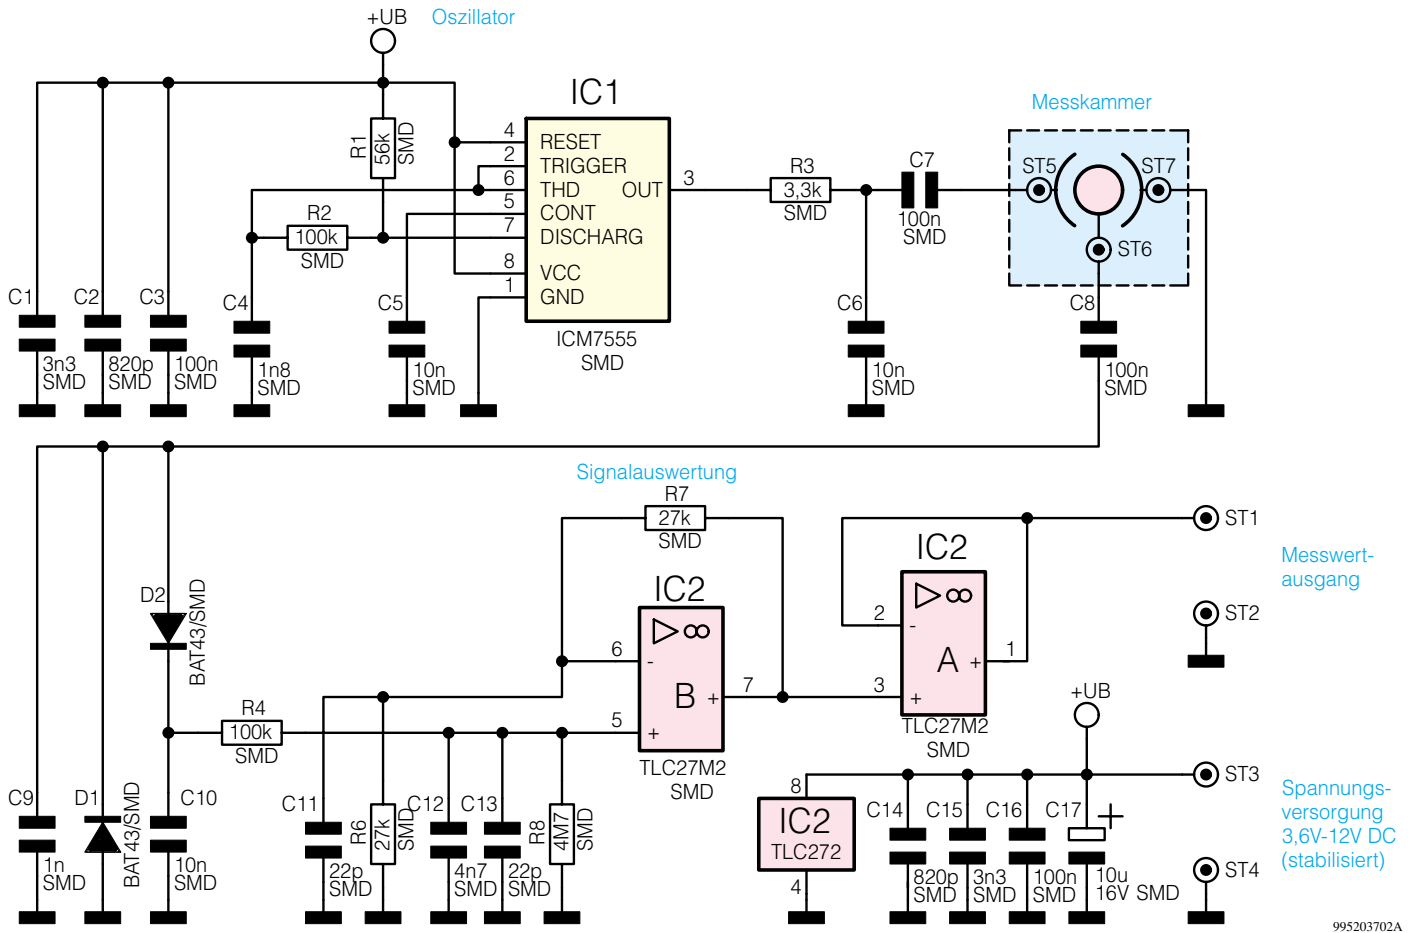 +UB
Oszillator
IC1
Messkammer
R1
56k
SMD
4
RESET
2
TRIGGER
6
THD
OUT
3
5
CONT
7
DISCHARG
8
VCC
1
GND
ICM7555
SMD
R2
100k
SMD
R3
3,3k
SMD
C7
100n
SMD
ST5
ST7
ST6
C1
3n3
SMD
C2
820p
SMD
C3
100n
SMD
C4
1n8
SMD
C5
10n
SMD
C6
10n
SMD
C8
100n
SMD
Signalauswertung
R7
27k
SMD
IC2
∞
6
-
B
+
7
5
+
TLC27M2
SMD
IC2
∞
2
-
A
+
1
3
+
TLC27M2
SMD
ST1
Messwert-
ausgang
ST2
D2
BAT43/SMD
R4
100k
SMD
C9
1n
SMD
D1
BAT43/SMD
C10
10n
SMD
C11
22p
SMD
R6
27k
SMD
C12
4n7
SMD
C13
22p
SMD
R8
4M7
SMD
+UB
8
IC2
TLC272
4
C14
820p
SMD
C15
3n3
SMD
C16
100n
SMD
C17
+
10u
16V SMD
ST3
Spannungs-
versorgung
3,6V-12V DC
(stabilisiert)
ST4
995203702A